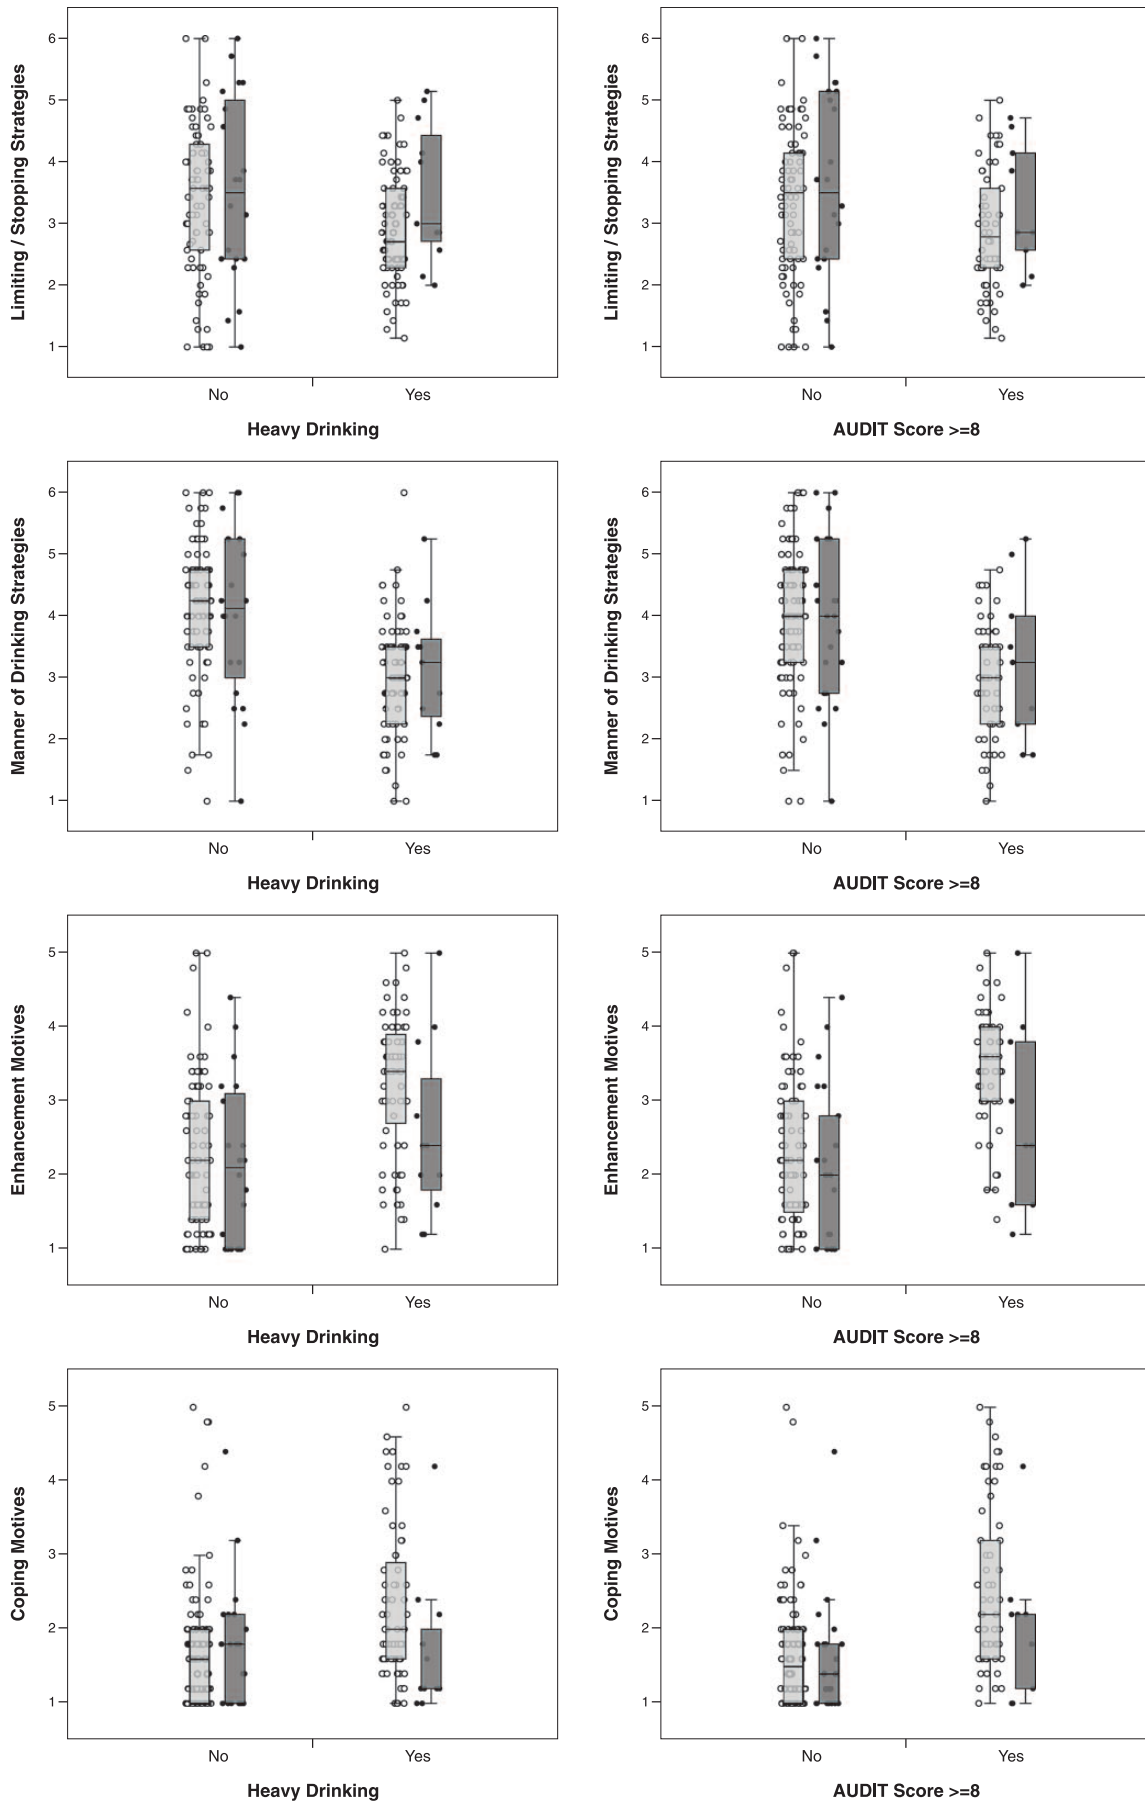 Limiting / Stopping Strategies
6
5
4
3
2
1
No
Yes
Heavy Drinking
Limiting / Stopping Strategies
6
5
4
3
2
1
No
Yes
AUDIT Score >=8
Manner of Drinking Strategies
6
5
4
3
2
1
No
Yes
Heavy Drinking
Manner of Drinking Strategies
6
5
4
3
2
1
No
Yes
AUDIT Score >=8
Enhancement Motives
5
4
3
2
1
No
Yes
Heavy Drinking
Enhancement Motives
5
4
3
2
1
No
Yes
AUDIT Score >=8
Coping Motives
5
4
3
2
1
No
Yes
Heavy Drinking
Coping Motives
5
4
3
2
1
No
Yes
AUDIT Score >=8